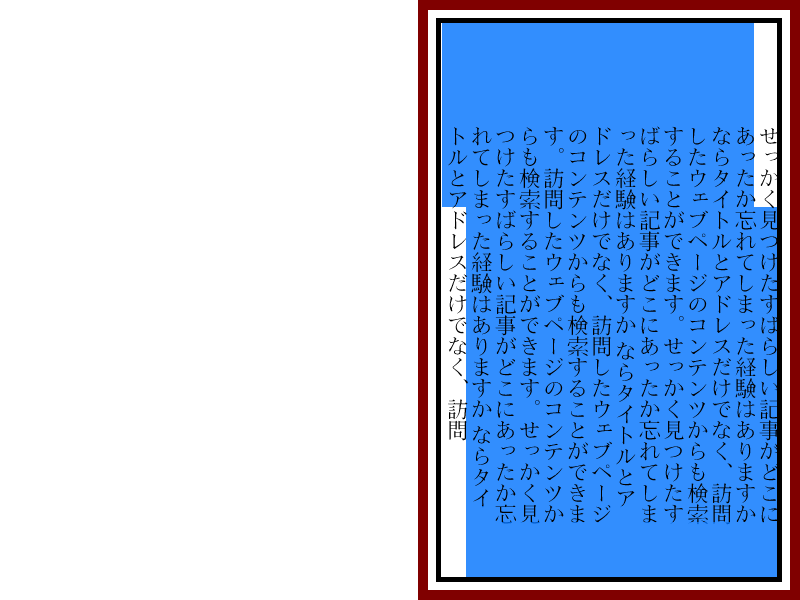 せっかく見つけたすばらしい記事がどこに
あったか忘れてしまった経験はありますか
ならタイトルとアドレスだけでなく、訪問
したウェブページのコンテンツからも検索
することができます。せっかく見つけたす
ばらしい記事がどこにあったか忘れてしま
った経験はありますか ならタイトルとア
ドレスだけでなく、訪問したウェブページ
のコンテンツからも検索することができま
す。訪問したウェブページのコンテンツか
らも検索することができます。せっかく見
つけたすばらしい記事がどこにあったか忘
れてしまった経験はありますか ならタイ
トルとアドレスだけでなく、訪問